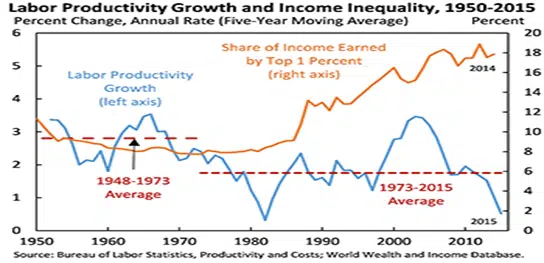 Labor Productivity Growth and Income Inequality, 1950-2015
Percent Change, Annual Rate (Five-Year Moving Average) Percent
6 20
18
5 16
4 14
12
3 10
2 8
6
1 4
2
0 0
Share of Income Earned
by Top 1 Percent
(right axis)
2014
Labor Productivity
Growth
(left axis)
1948-1973
Average
1973-2015
Average
2015
1950 1960 1970 1980 1990 2000 2010
Source: Bureau of Labor Statistics, Productivity and Costs; World Wealth and Income Database.